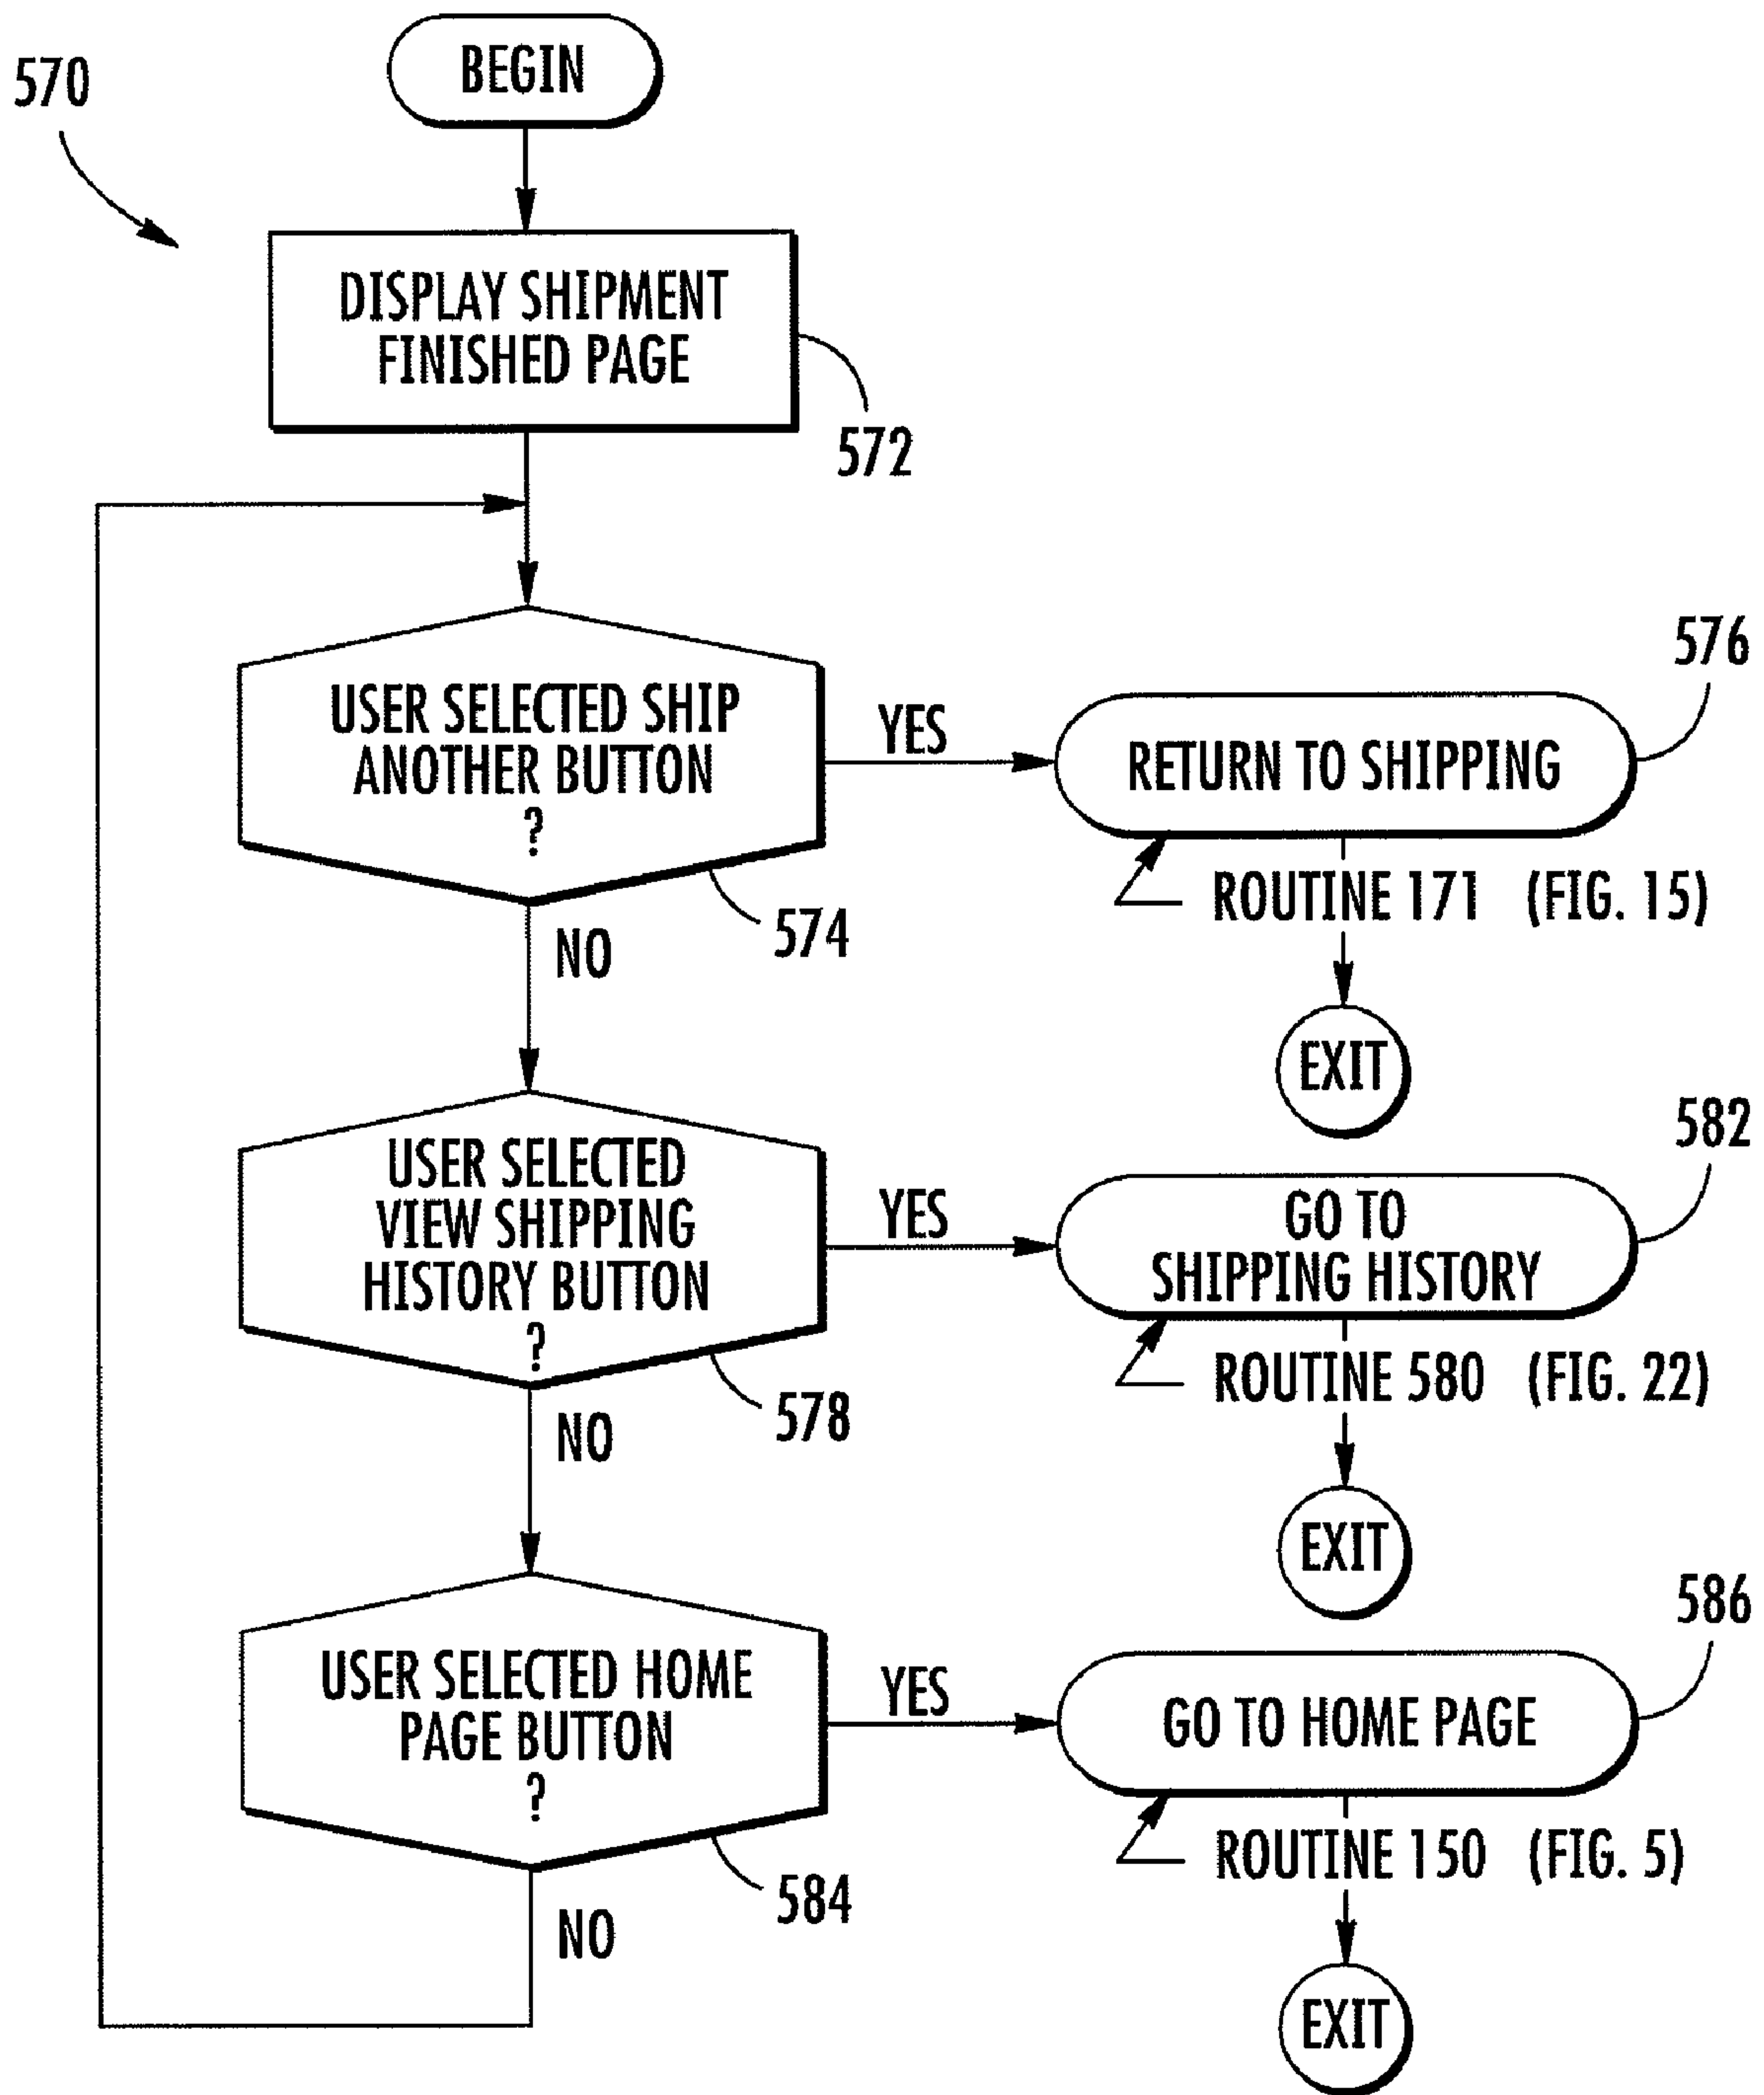 BEGIN
570
DISPLAY SHIPMENT
FINISHED PAGE
572
USER SELECTED SHIP
ANOTHER BUTTON
?
574
YES
RETURN TO SHIPPING
576
ROUTINE 171 (FIG. 15)
EXIT
NO
USER SELECTED
VIEW SHIPPING
HISTORY BUTTON
?
578
YES
GO TO
SHIPPING HISTORY
582
ROUTINE 580 (FIG. 22)
EXIT
NO
USER SELECTED HOME
PAGE BUTTON
?
584
YES
GO TO HOME PAGE
586
ROUTINE 150 (FIG. 5)
EXIT
NO